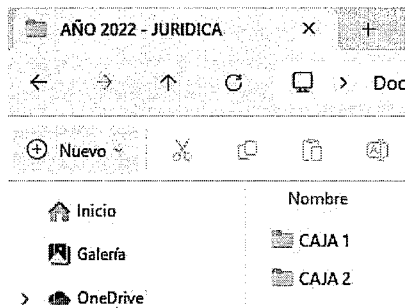 AÑO 2022 - JURIDICA
Doc
Nuevo
Inicio
Galería
OneDrive
Nombre
CAJA 1
CAJA 2